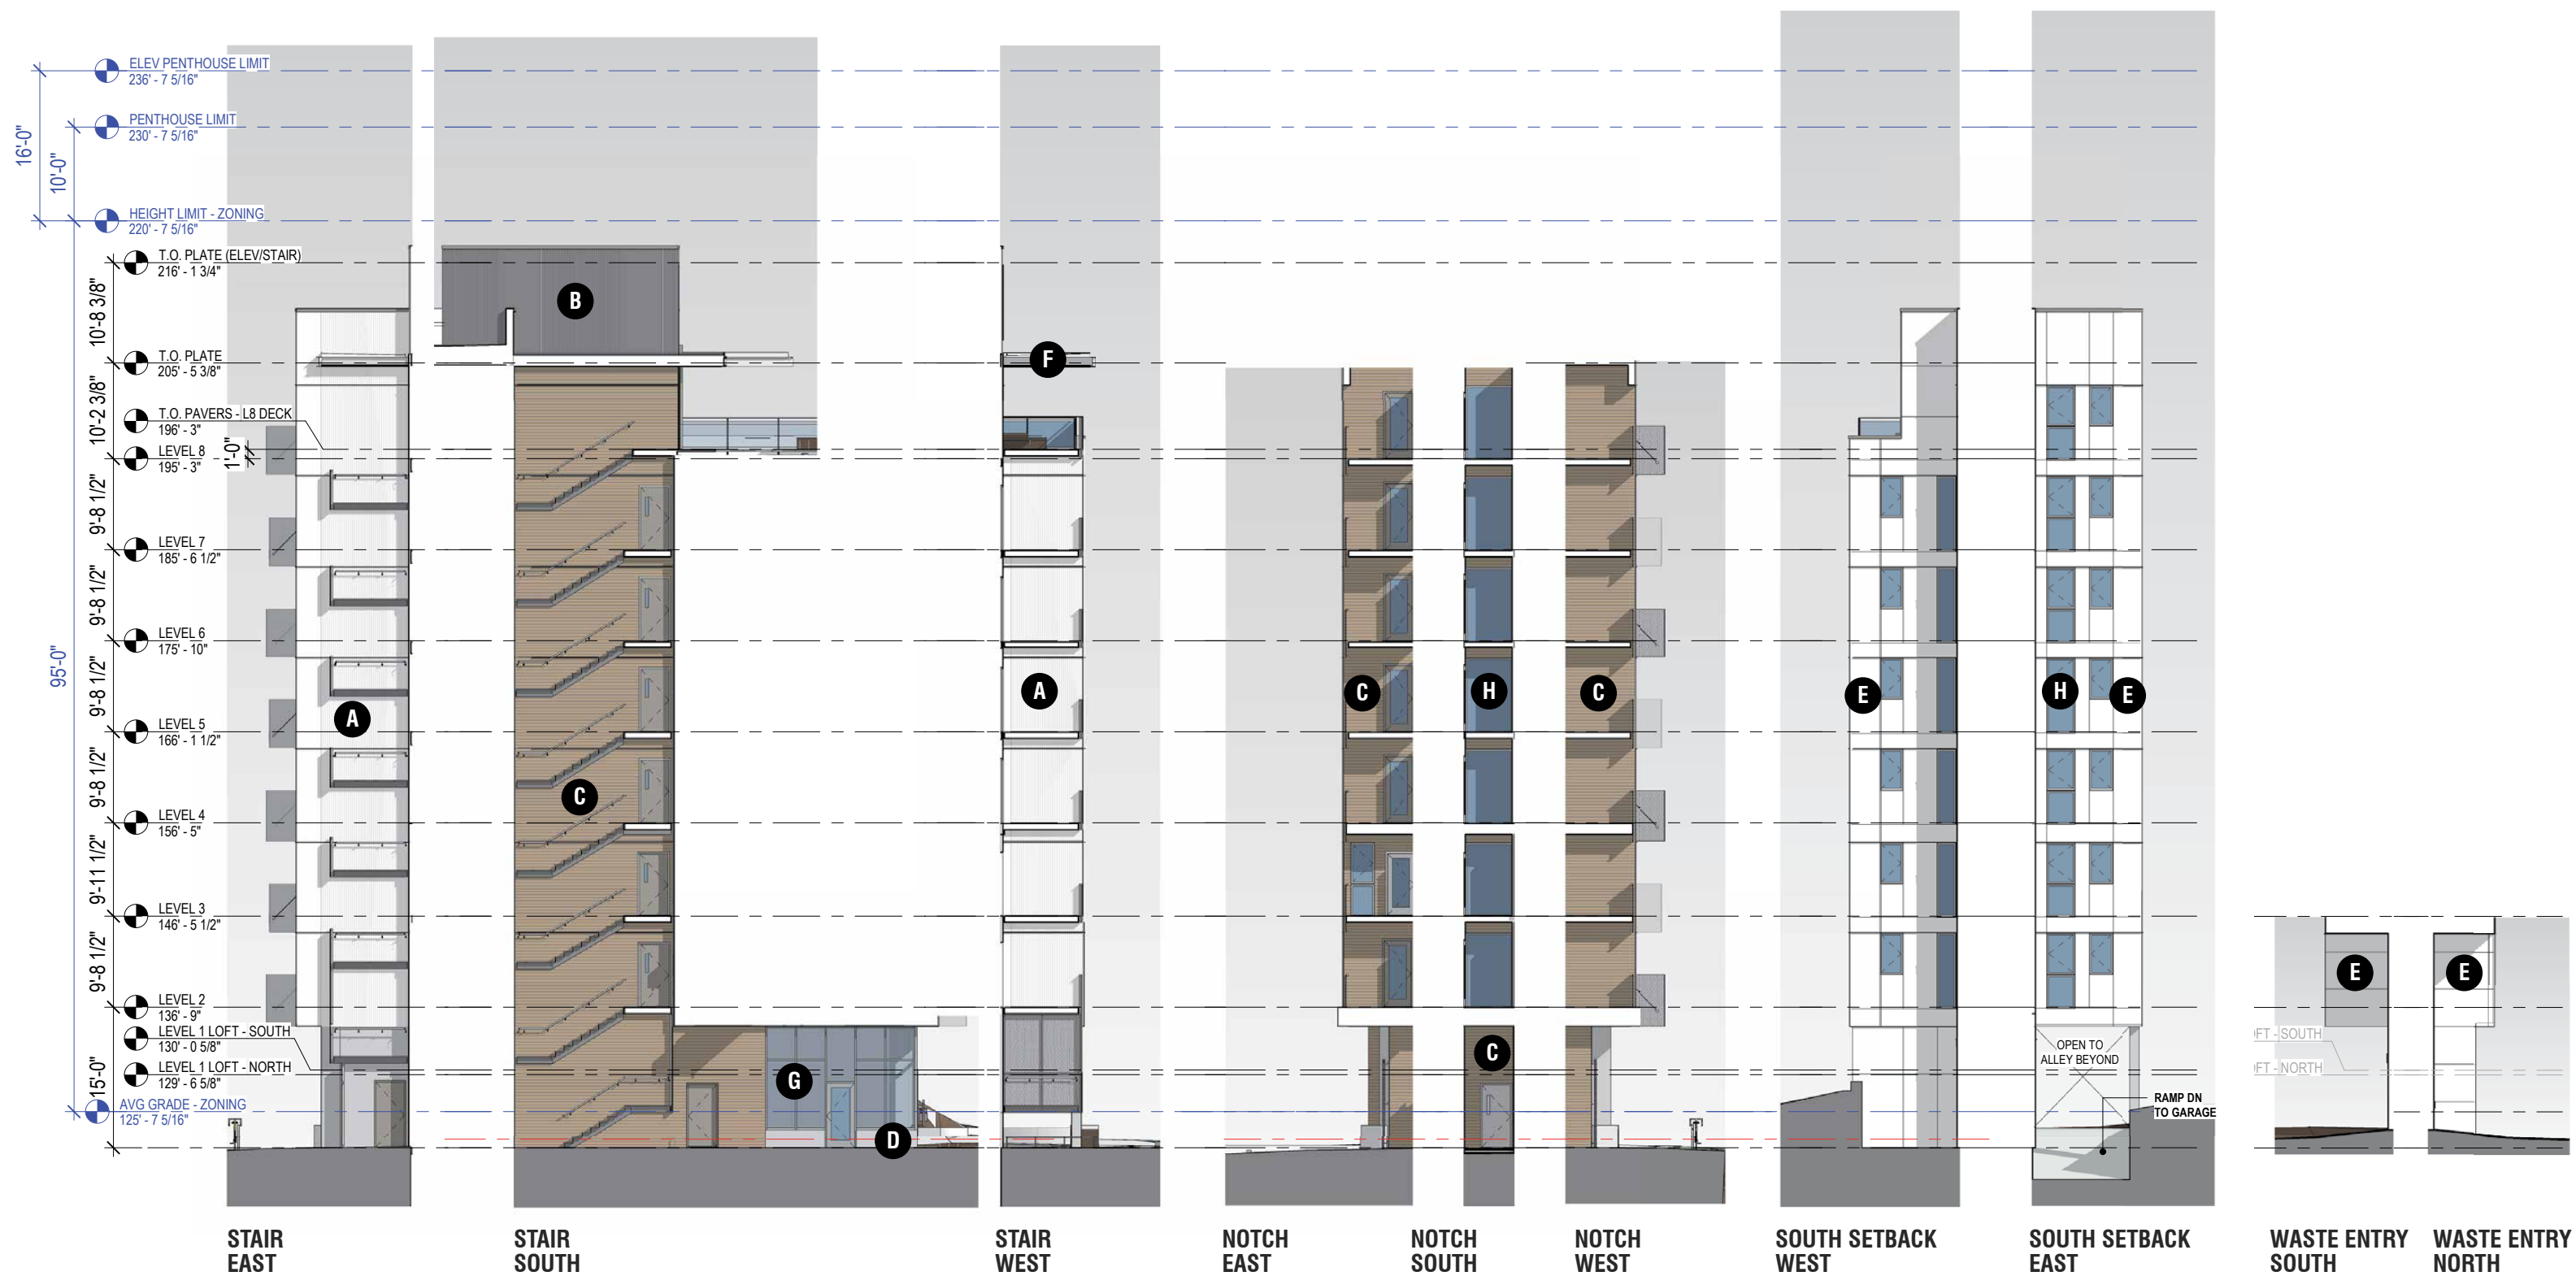 ELEV PENTHOUSE LIMIT
236' - 7 5/16"
PENTHOUSE LIMIT
230' - 7 5/16"
16'-0"
10'-0"
HEIGHT LIMIT - ZONING
220' - 7 5/16"
T.O. PLATE (ELEV/STAIR)
216' - 1 3/4"
10'-8 3/8"
B
T.O. PLATE
205' - 5 3/8"
F
10'-2 3/8"
T.O. PAVERS - L8 DECK
196' - 3"
1'-0"
LEVEL 8
195' - 3"
9'-8 1/2"
LEVEL 7
185' - 6 1/2"
9'-8 1/2"
LEVEL 6
175' - 10"
95'-0"
9'-8 1/2"
A
A
C
H
C
E
H
E
LEVEL 5
166' - 1 1/2"
9'-8 1/2"
C
LEVEL 4
156' - 5"
9'-11 1/2"
LEVEL 3
146' - 5 1/2"
9'-8 1/2"
E
E
LEVEL 2
136' - 9"
LEVEL 1 LOFT - SOUTH
130' - 0 5/8"
LEVEL 1 LOFT - NORTH
129' - 6 5/8"
15'-0"
G
C
OPEN TO
ALLEY BEYOND
FT - SOUTH
FT - NORTH
AVG GRADE - ZONING
125' - 7 5/16"
D
RAMP DN
TO GARAGE
STAIR
EAST
STAIR
SOUTH
STAIR
WEST
NOTCH
EAST
NOTCH
SOUTH
NOTCH
WEST
SOUTH SETBACK
WEST
SOUTH SETBACK
EAST
WASTE ENTRY
SOUTH
WASTE ENTRY
NORTH